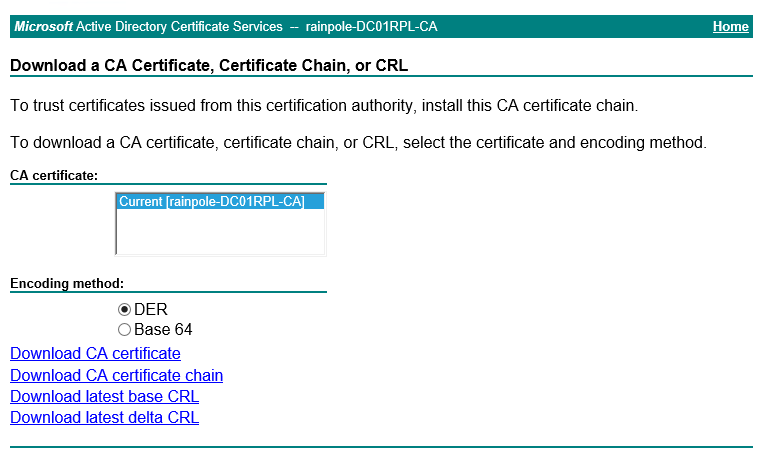 Microsoft Active Directory Certificate Services -- rainpole-DC01RPL-CA Home
Download a CA Certificate, Certificate Chain, or CRL
To trust certificates issued from this certification authority, install this CA certificate chain.
To download a CA certificate, certificate chain, or CRL, select the certificate and encoding method.
CA certificate:
Current [rainpole-DC01RPL-CA]
Encoding method:
DER
Base 64
Download CA certificate
Download CA certificate chain
Download latest base CRL
Download latest delta CRL